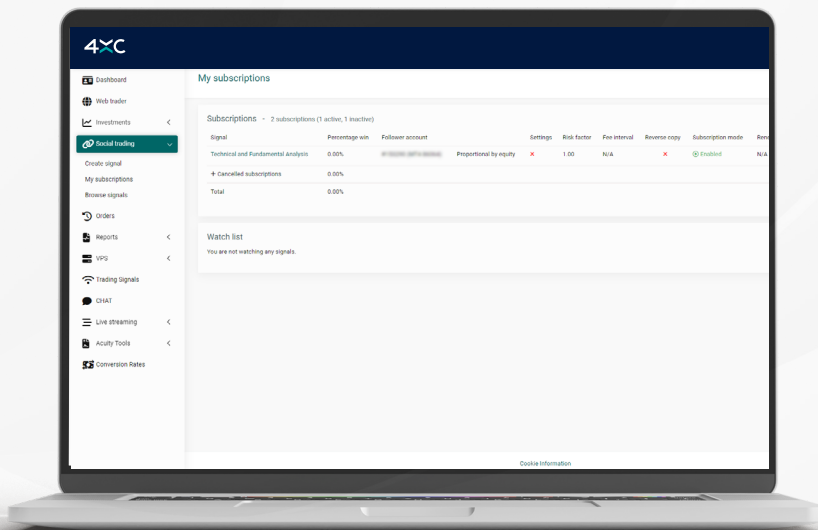 4XC
Dashboard
Web trader
Investments
Social trading
Create signal
My subscriptions
Browse signals
Orders
Reports
VPS
Trading Signals
CHAT
Live streaming
Acuity Tools
Conversion Rates
My subscriptions
Subscriptions - 2 subscriptions (1 active, 1 inactive)
Signal Percentage win Follower account Settings Risk factor Fee interval Reverse copy Subscription mode
Technical and Fundamental Analysis 0.00% Proportional by equity × 1.00 N/A × Enabled N/A
+ Cancelled subscriptions 0.00%
Total 0.00%
Watch list
You are not watching any signals.
Cookie Information